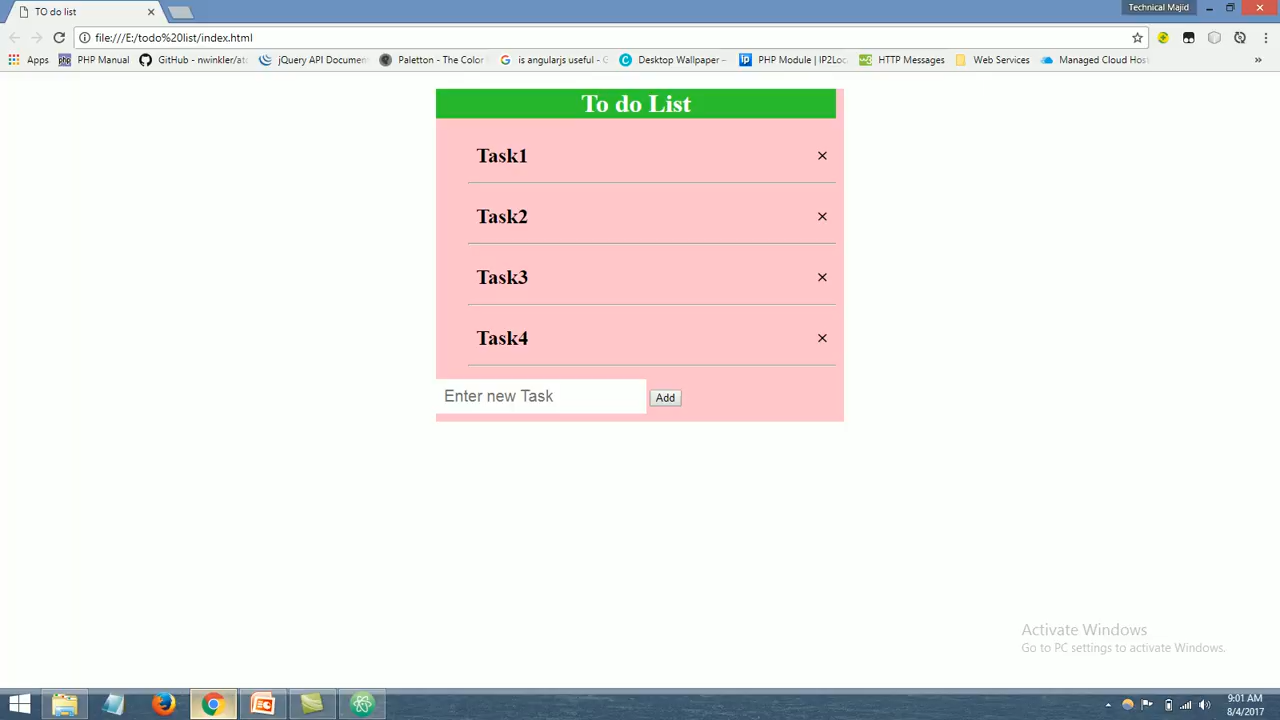 TO do list
Technical Majid
file:///E:/todo%20list/index.html
Apps PHP Manual GitHub - nwinkler/ato jQuery API Documen Paletton - The Color is angularjs useful - G Desktop Wallpaper - PHP Module | IP2Loc HTTP Messages Web Services Managed Cloud Host »
To do List
Task1 ×
Task2 ×
Task3 ×
Task4 ×
Enter new Task Add
Activate Windows
Go to PC settings to activate Windows.
9:01 AM
8/4/2017